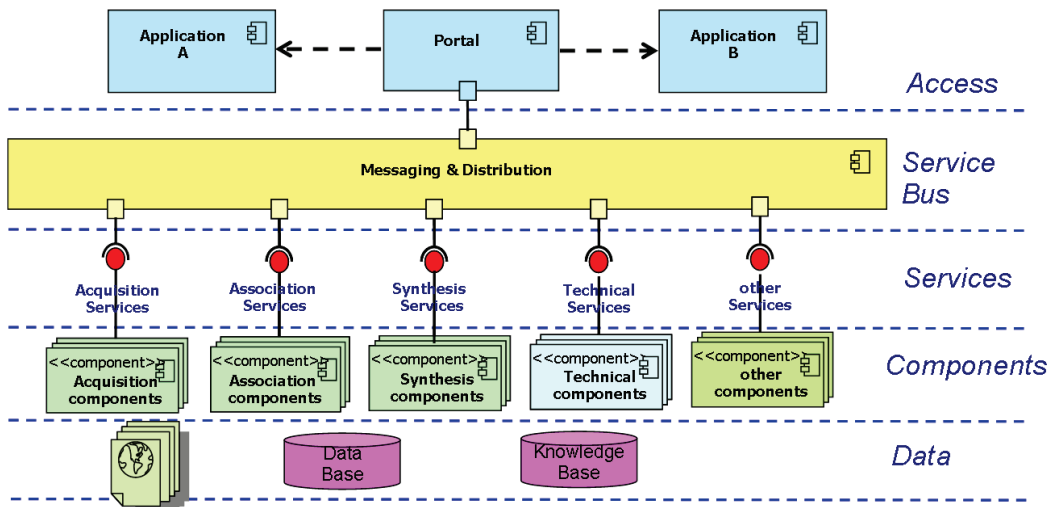 Application
A
Portal
Application
B
Access
Messaging & Distribution
Service
Bus
Acquisition
Services
Association
Services
Synthesis
Services
Technical
Services
other
Services
Services
<<component>>
Acquisition
components
<<component>>
Association
components
<<component>>
Synthesis
components
<<component>>
Technical
components
<<component>>
other
components
Components
Data
Base
Knowledge
Base
Data